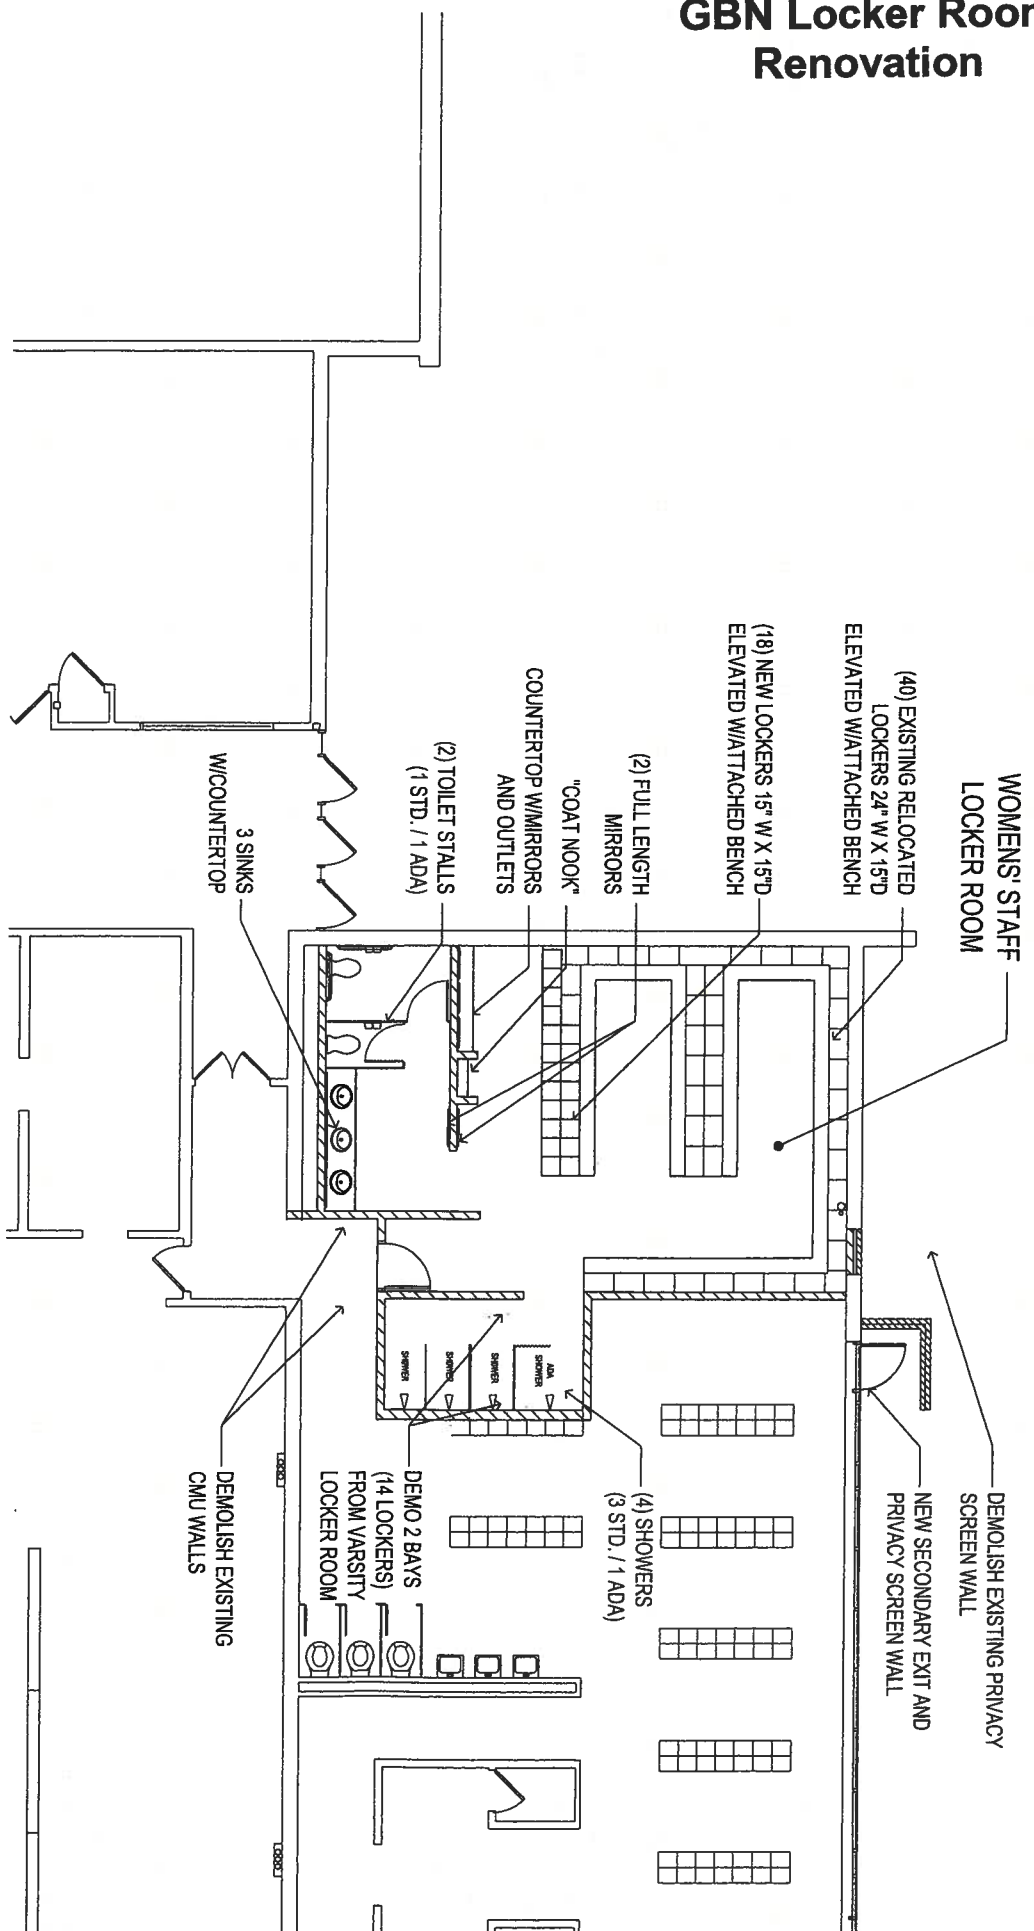 GBN Locker Roor
Renovation
WOMENS' STAFF
LOCKER ROOM
(40) EXISTING RELOCATED
LOCKERS 24" W X 15"D
ELEVATED W/ATTACHED BENCH
(18) NEW LOCKERS 15" W X 15"D
ELEVATED W/ATTACHED BENCH
(2) FULL LENGTH
MIRRORS
"COAT NOOK"
COUNTERTOP W/MIRRORS
AND OUTLETS
(2) TOILET STALLS
(1 STD. / 1 ADA)
3 SINKS
W/COUNTERTOP
ADA
SHOWER
SHOWER
SHOWER
SHOWER
DEMOLISH EXISTING PRIVACY
SCREEN WALL
NEW SECONDARY EXIT AND
PRIVACY SCREEN WALL
(4) SHOWERS
(3 STD. / 1 ADA)
DEMO 2 BAYS
(14 LOCKERS)
FROM VARSITY
LOCKER ROOM
DEMOLISH EXISTING
CMU WALLS